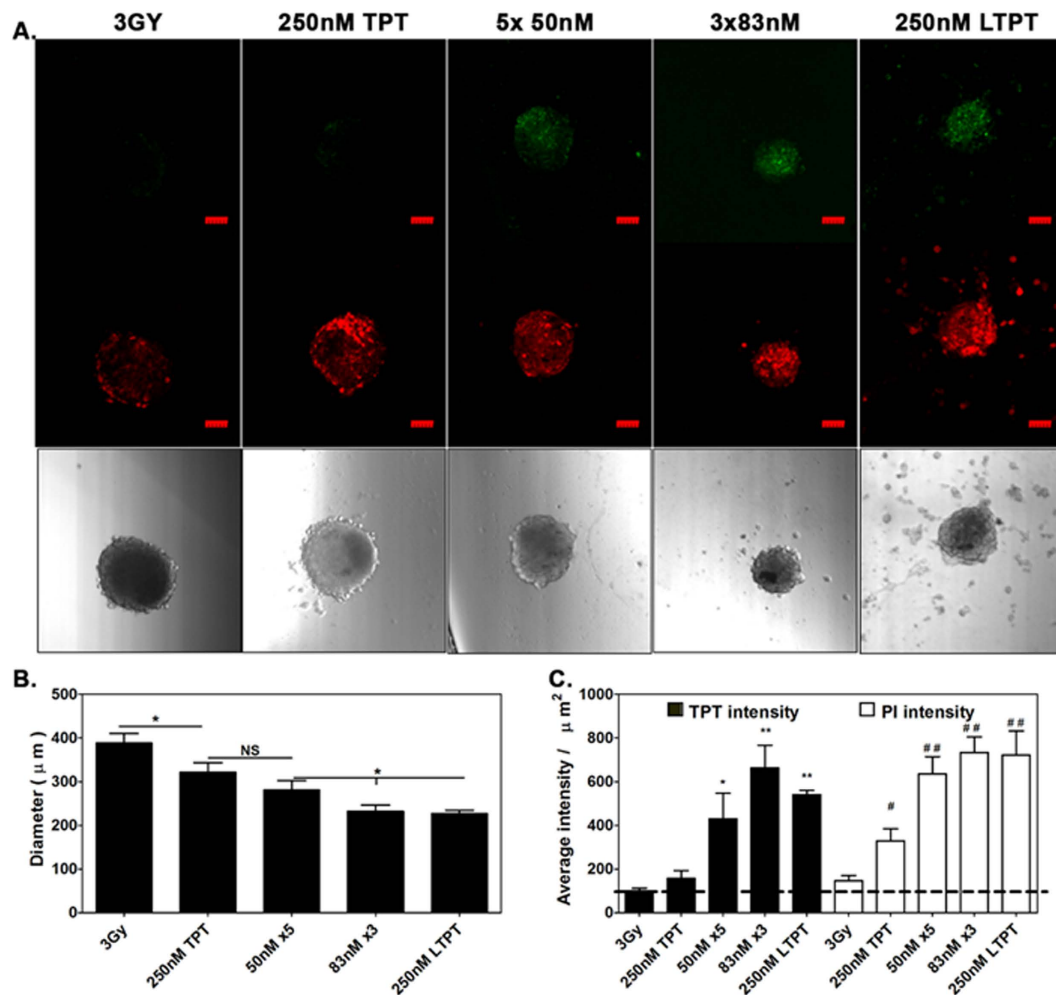 A.
3GY 250nM TPT 5x 50nM 3x83nM 250nM LTPT
B.
500
400
300
200
100
0
Diameter ( μ m )
*
NS
*
3Gy
250nM TPT
50nM x5
83nM x3
250nM LTPT
C.
1000
800
600
400
200
0
Average intensity / μ m²
TPT intensity
PI intensity
*
**
**
#
##
##
##
3Gy
250nM TPT
50nM x5
83nM x3
250nM LTPT
3Gy
250nM TPT
50nM x5
83nM x3
250nM LTPT